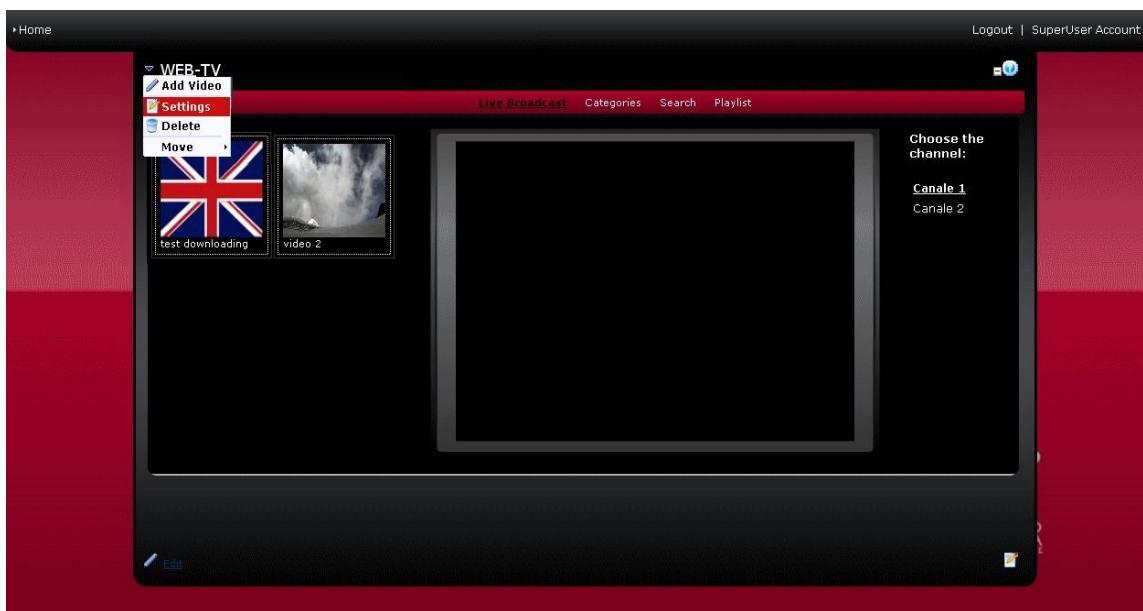 Home
Logout | SuperUser Account
WEB-TV
Add Video
Settings
Delete
Move
Live Broadcast Categories Search Playlist
Choose the
channel:
Canale 1
Canale 2
test downloading
video 2
Edit